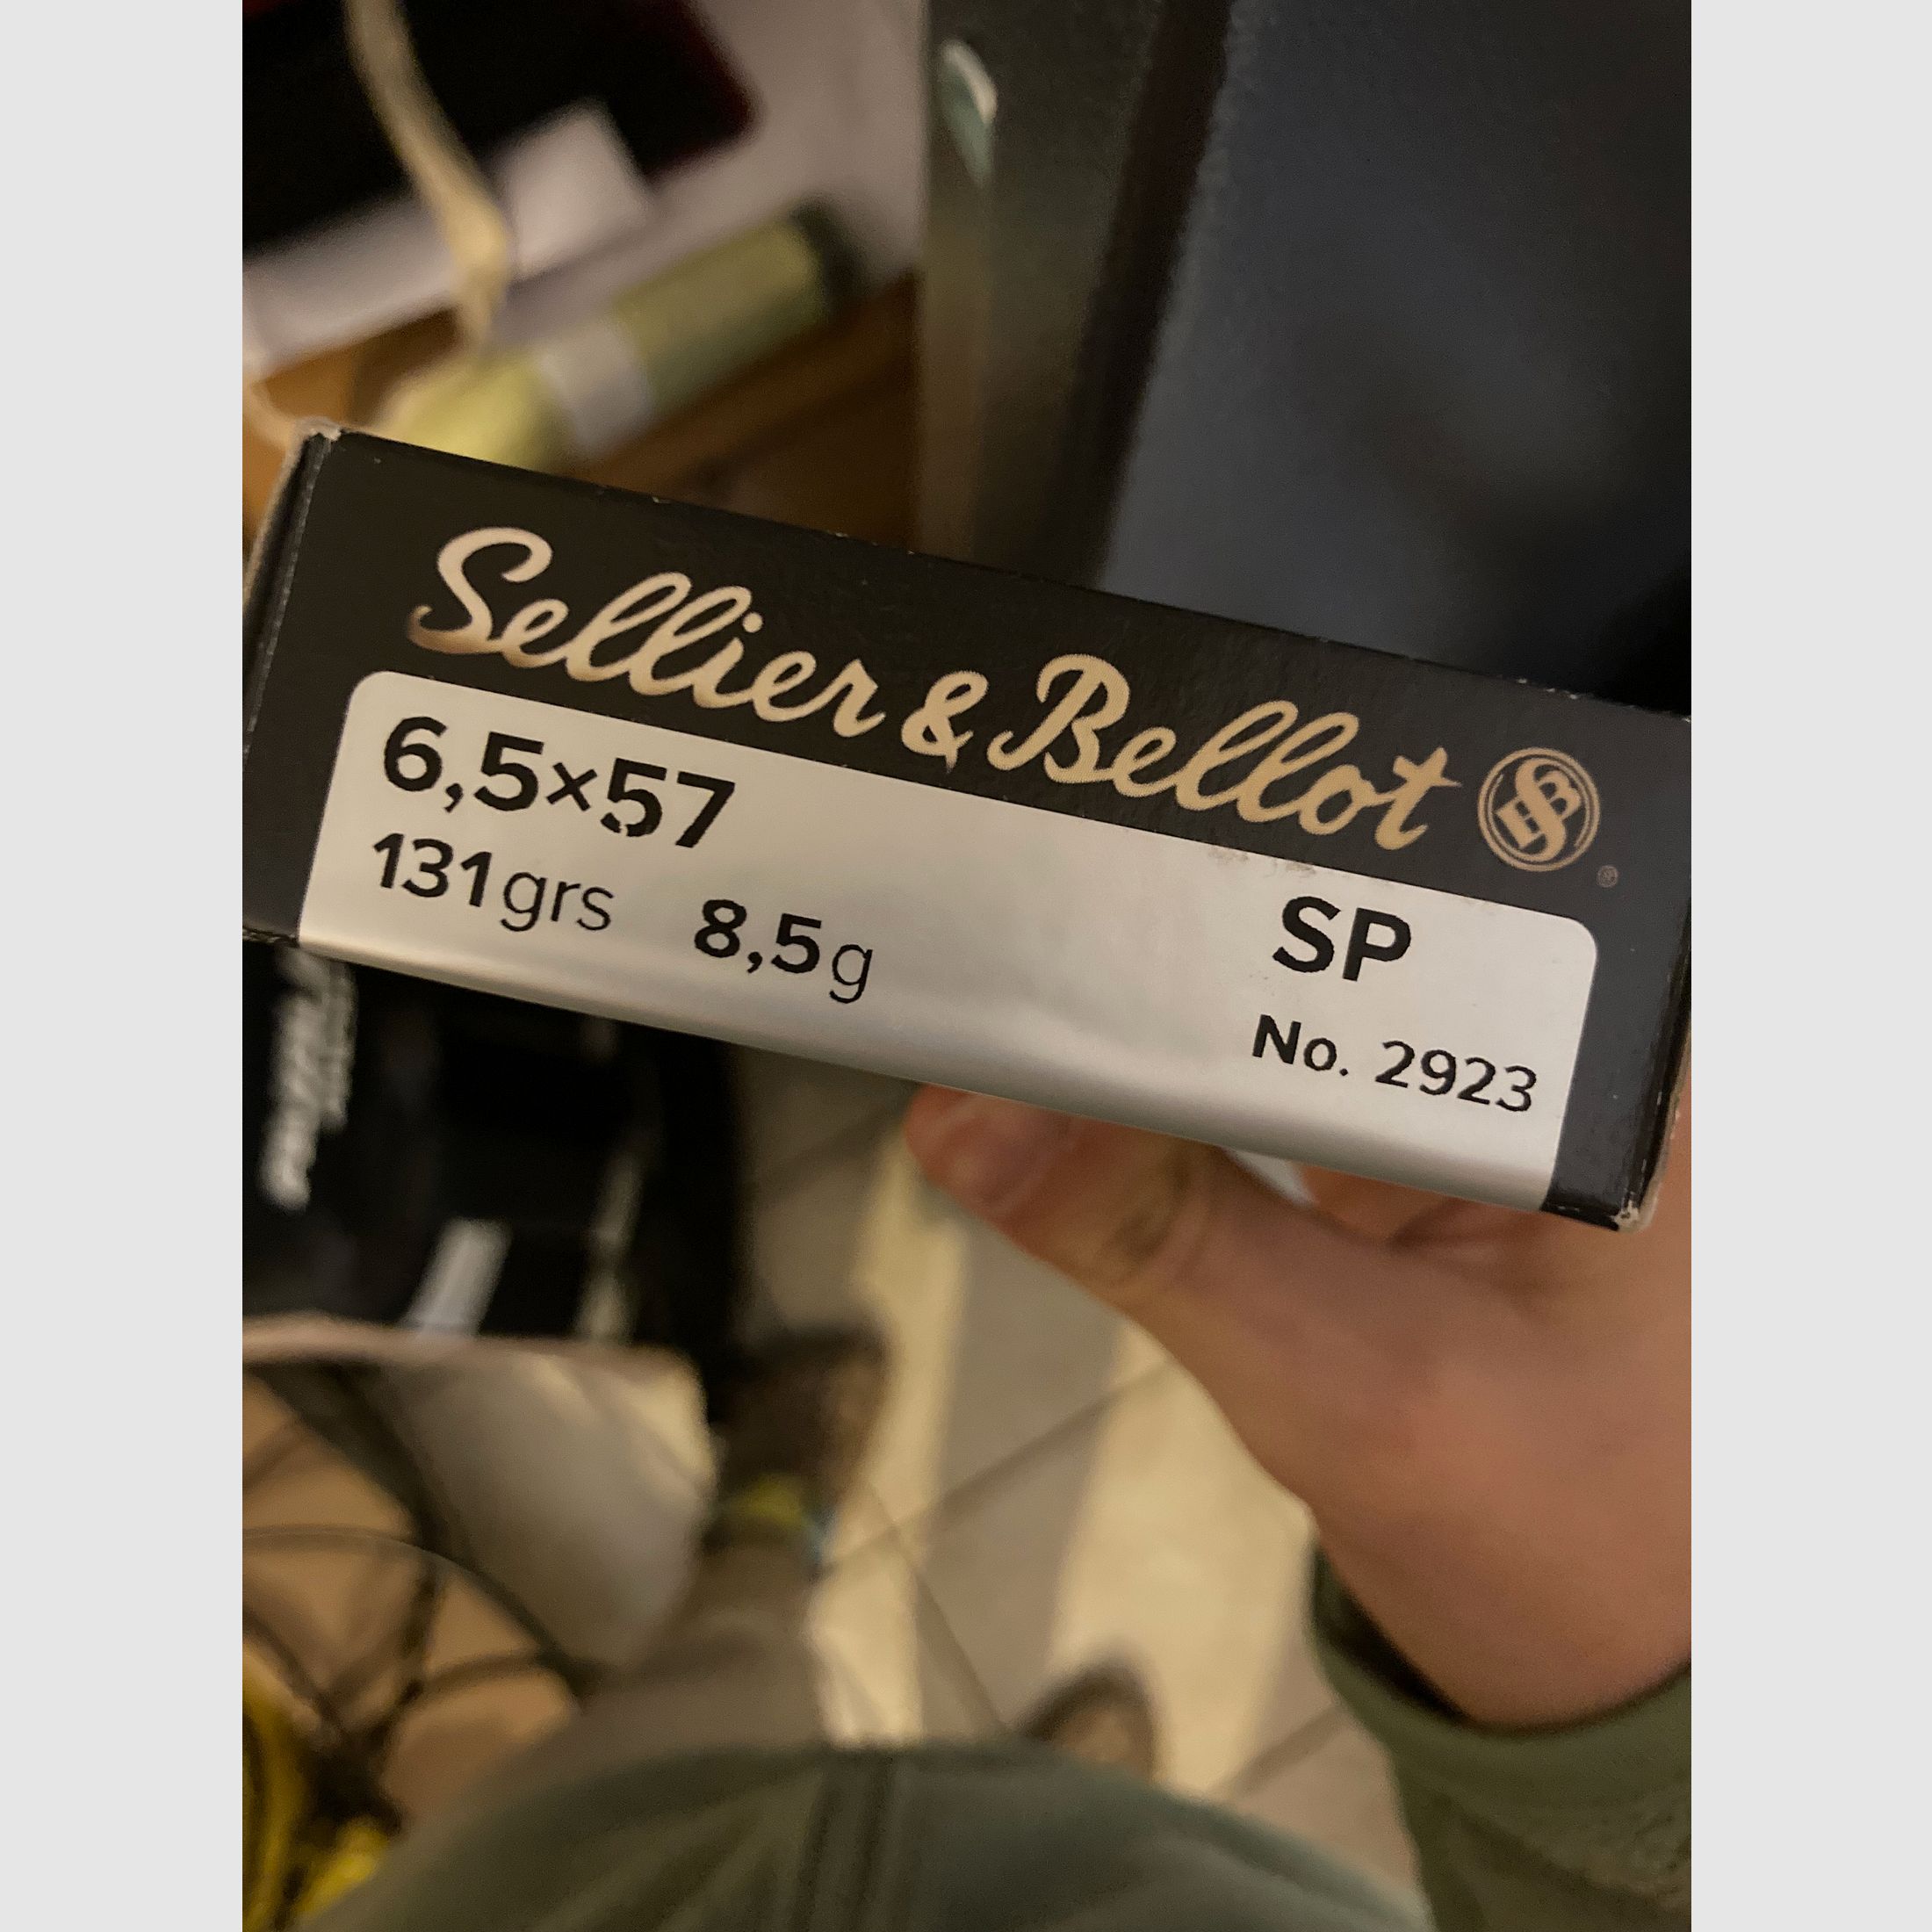 Sellier & Bellot
6,5×57
131grs 8,5g
SP
No. 2923